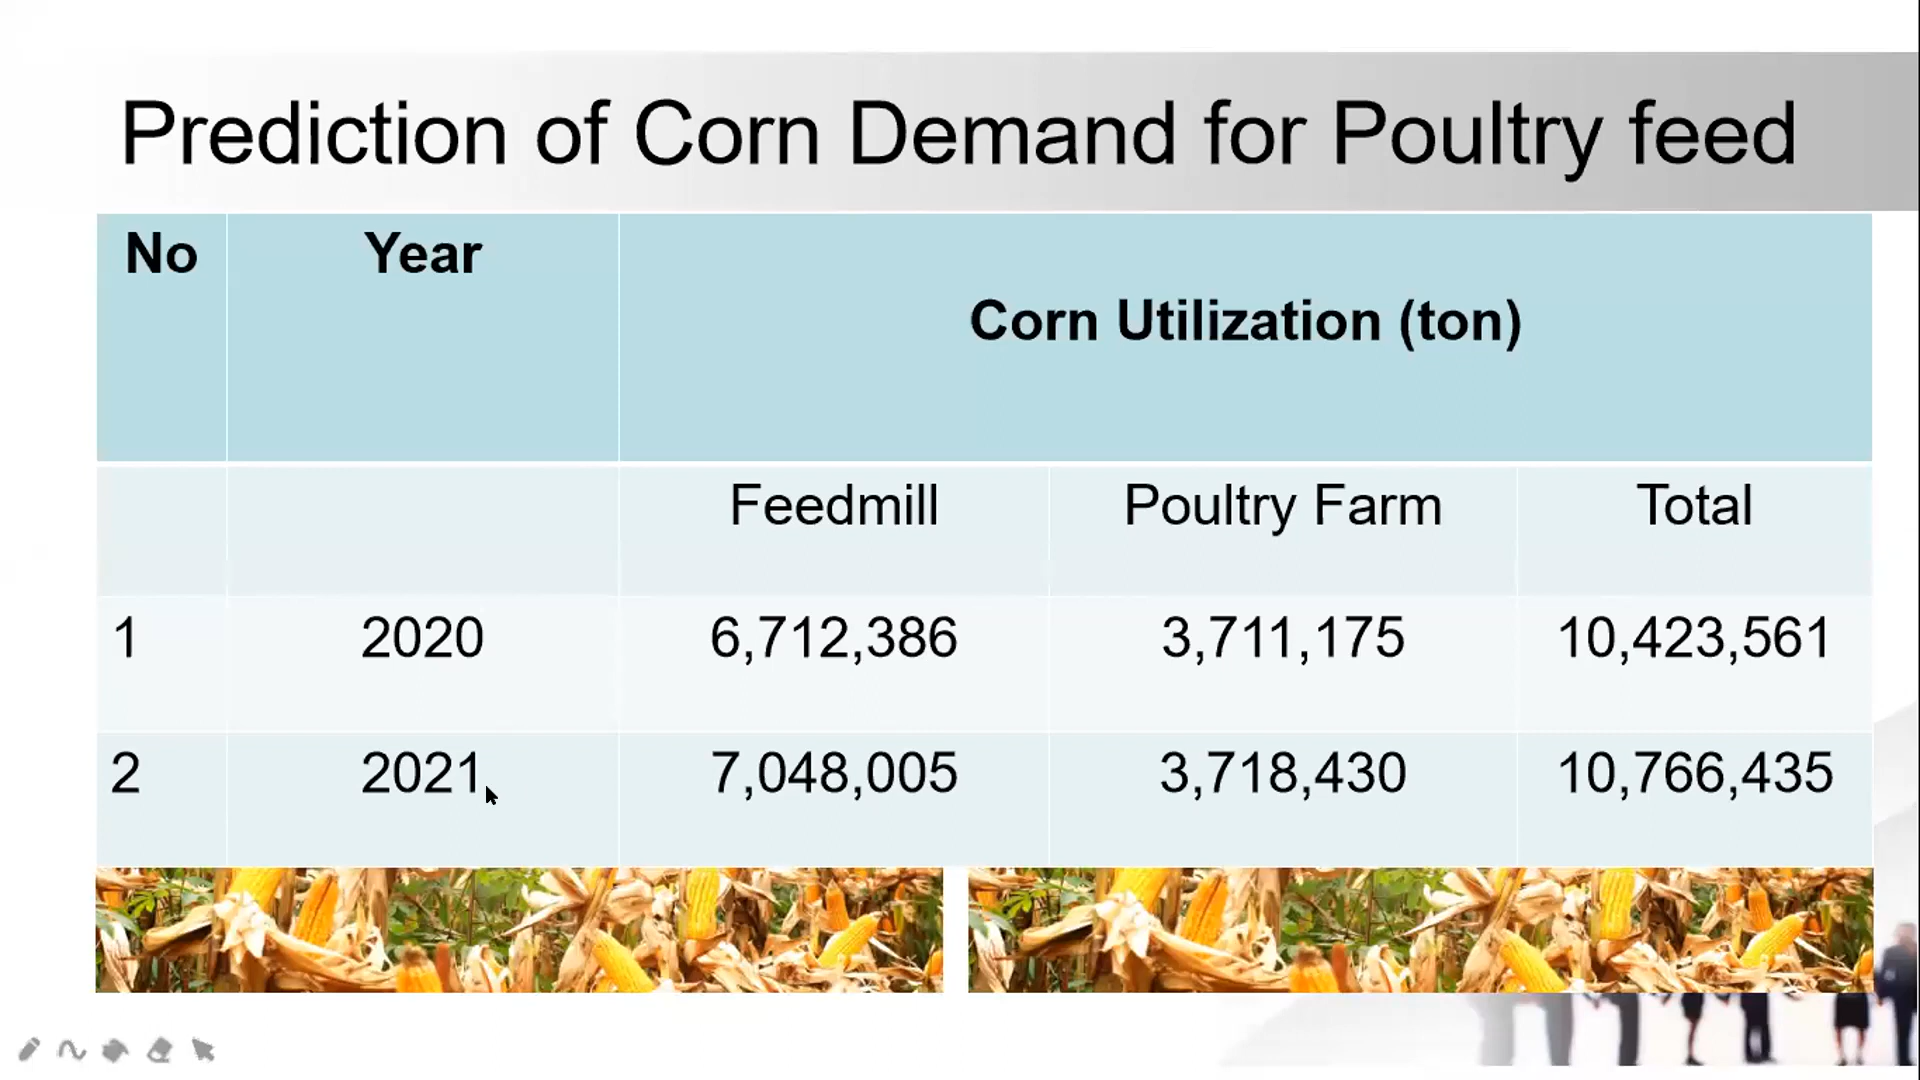 Prediction of Corn Demand for Poultry feed
No Year Corn Utilization (ton)
Feedmill Poultry Farm Total
1 2020 6,712,386 3,711,175 10,423,561
2 2021 7,048,005 3,718,430 10,766,435